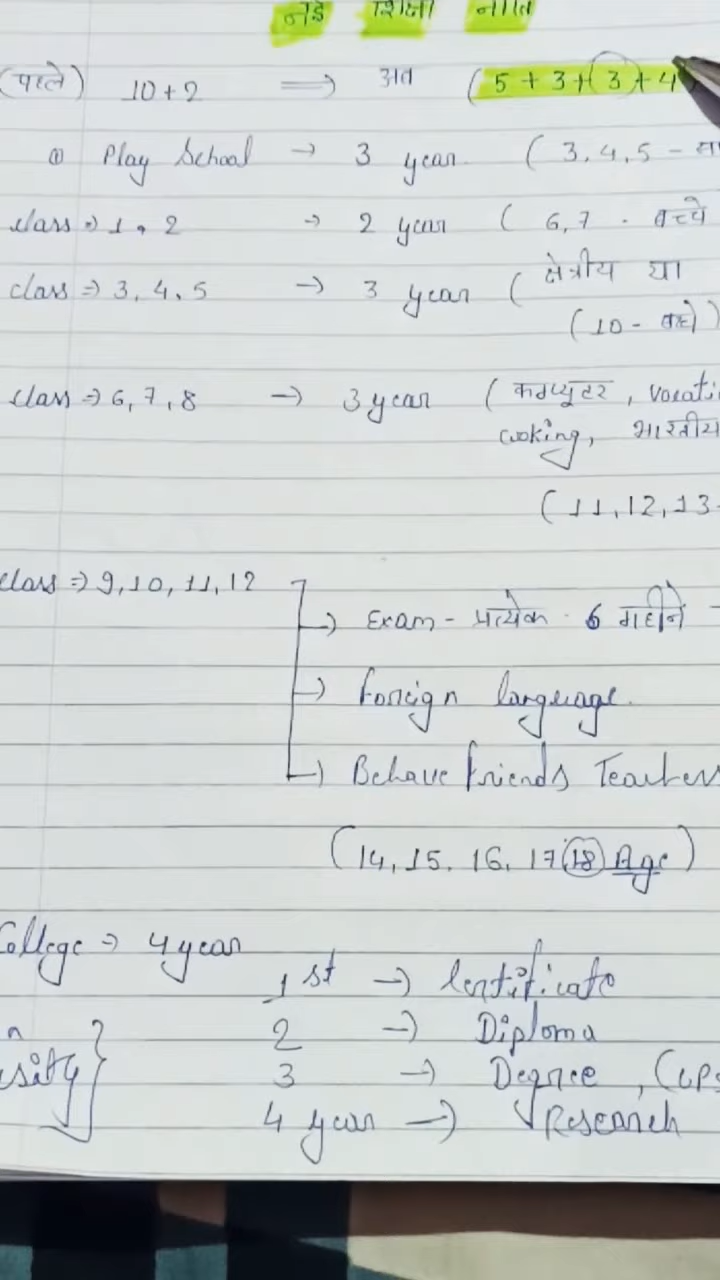 नई शिक्षा नीति
(पहले) 10+2 => अब (5 + 3 + (3) + 4
① Play School → 3 year (3, 4, 5 -
class => 1, 2 → 2 year (6, 7 - बच्चे
class => 3, 4, 5 → 3 year (क्षेत्रीय या
(10 - बच्चे)
class => 6, 7, 8 → 3 year (कम्प्यूटर, vocati
cooking, भारतीय
(11, 12, 13
class => 9, 10, 11, 12
→ Exam - प्रत्येक 6 महीने
→ Foreign language.
→ Behave friends Teachers
(14, 15, 16, 17 (18) Age)
College => 4 year
1st → Certificate
2 → Diploma
sity} 3 → Degree, (UPS
4 year → Research